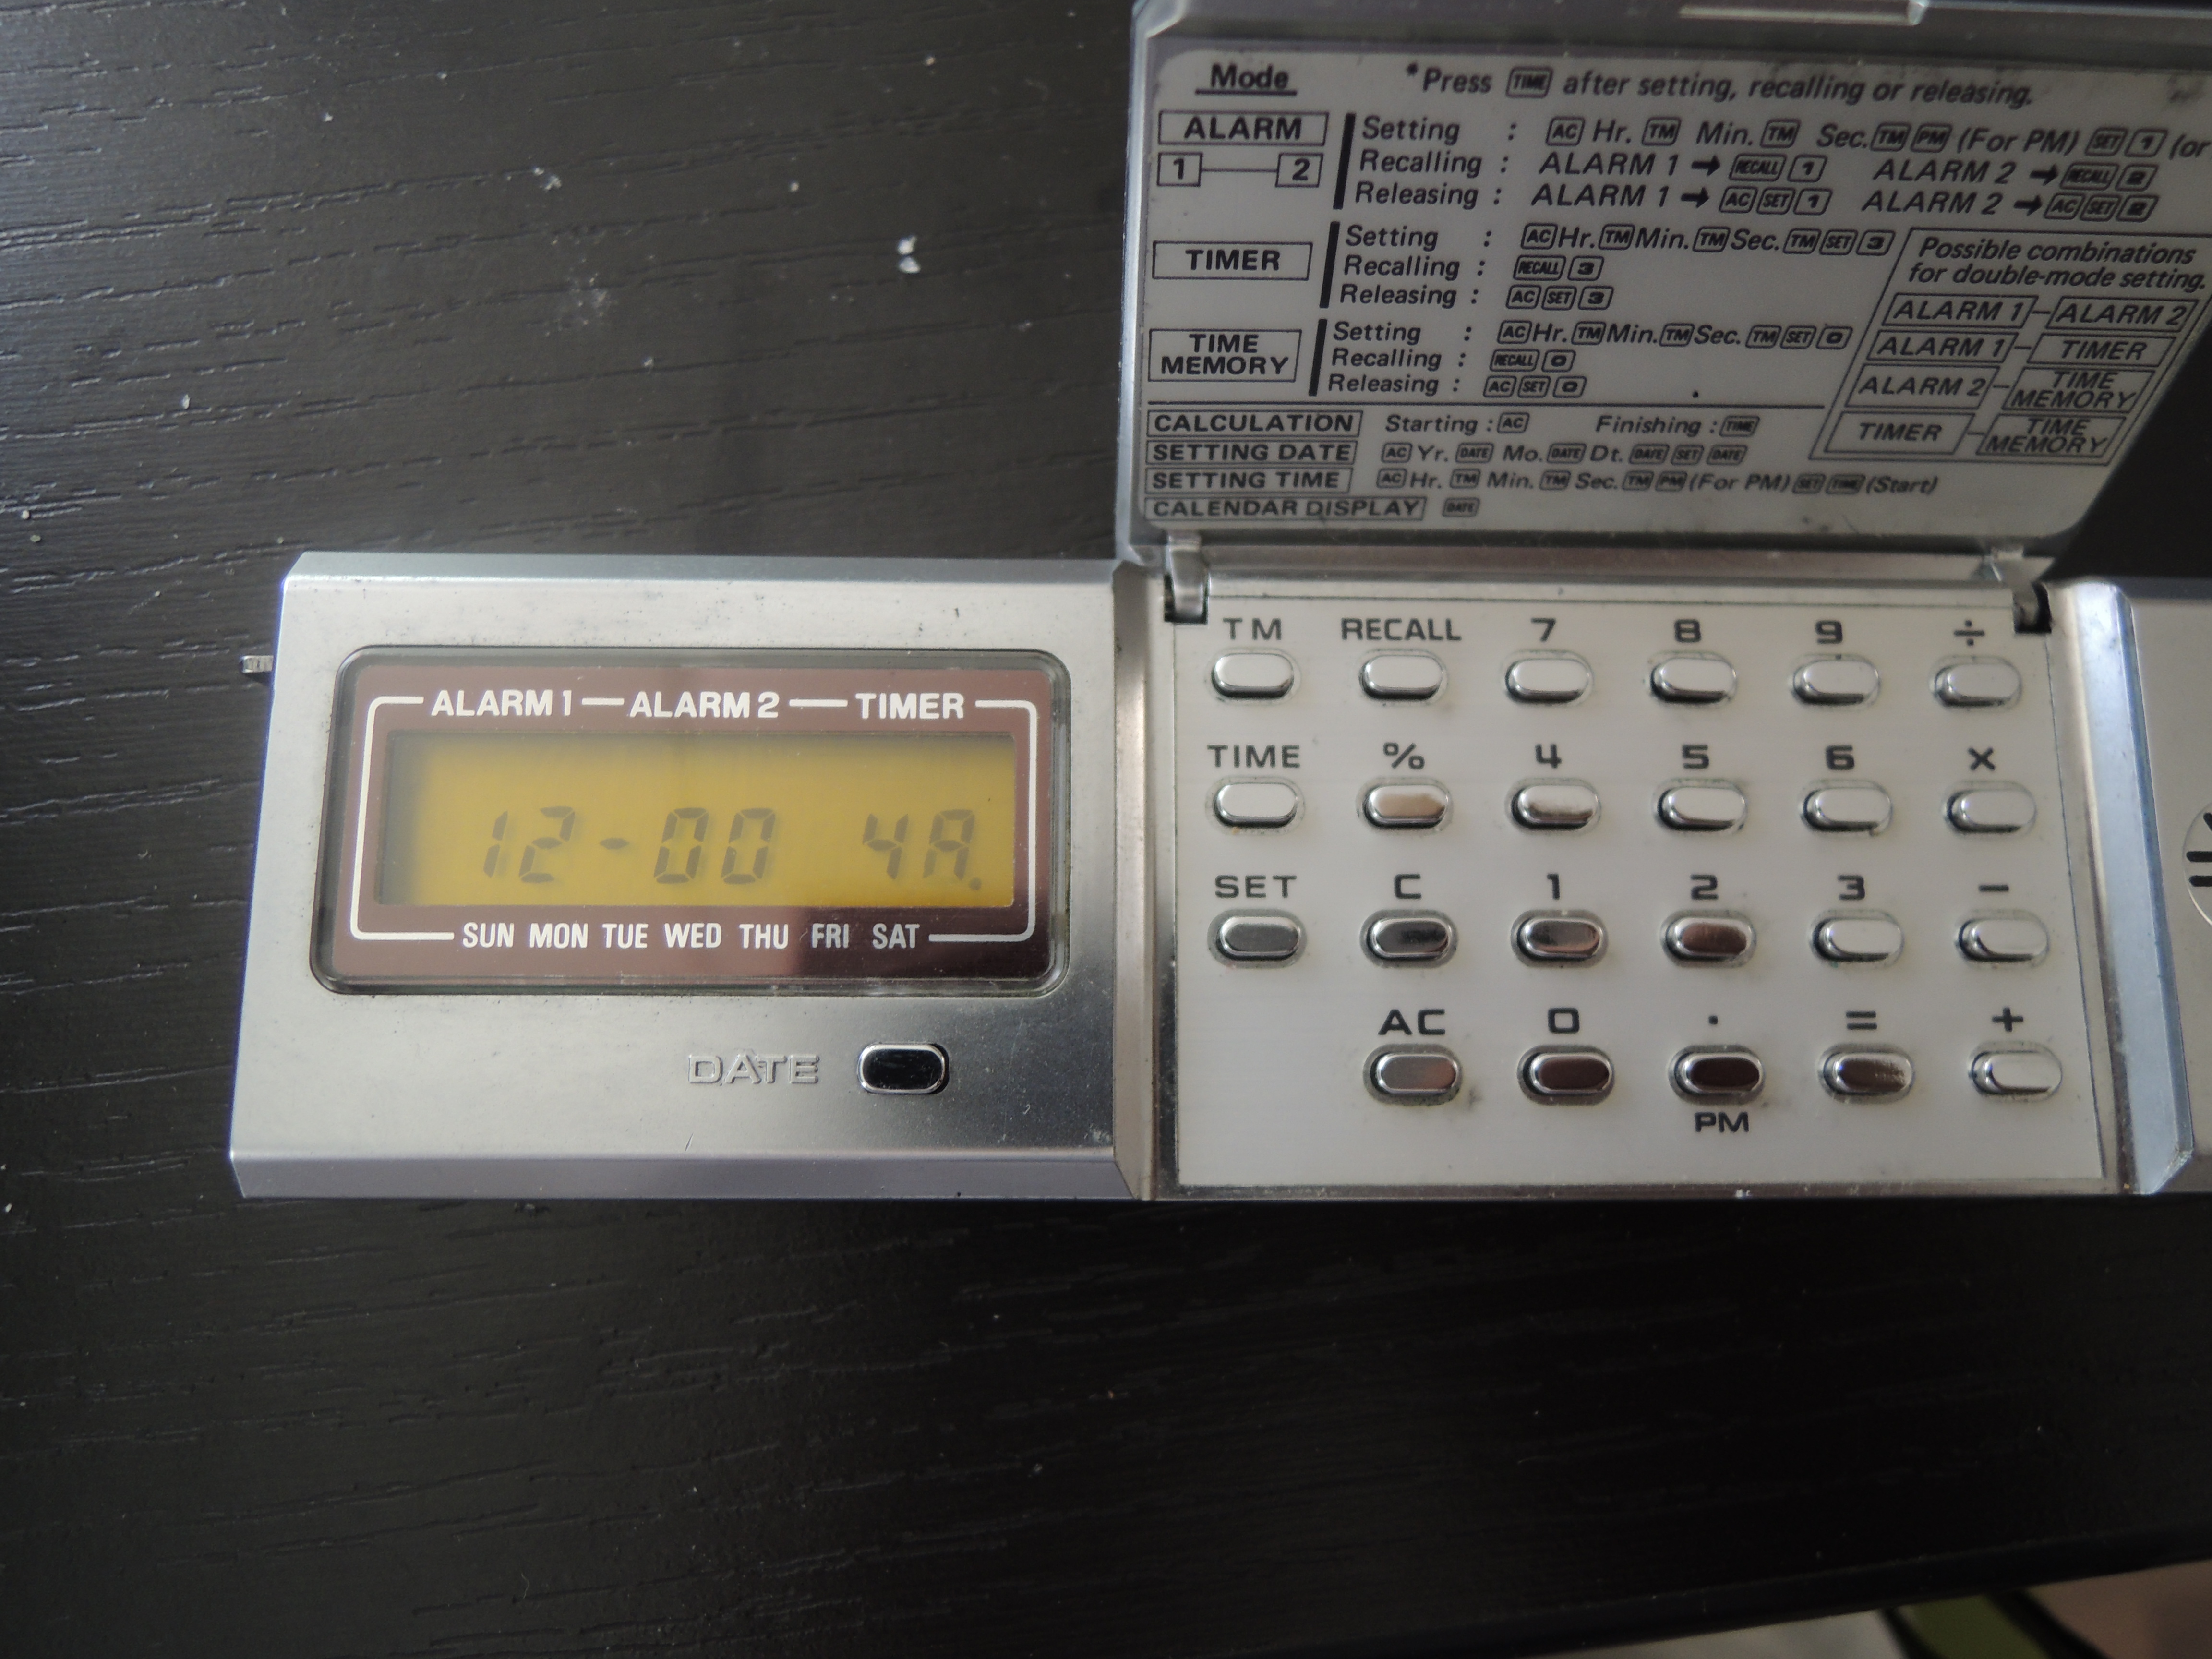 Mode
*Press TIME after setting, recalling or releasing.
ALARM
1 2
Setting : AC Hr. TM Min. TM Sec. TM PM (For PM) SET 1 (or
Recalling : ALARM 1 → RECALL 1 ALARM 2 → RECALL 2
Releasing : ALARM 1 → AC SET 1 ALARM 2 → AC SET 2
TIMER
Setting : AC Hr. TM Min. TM Sec. TM SET 3
Recalling : RECALL 3
Releasing : AC SET 3
TIME
MEMORY
Setting : AC Hr. TM Min. TM Sec. TM SET 0
Recalling : RECALL 0
Releasing : AC SET 0
Possible combinations
for double-mode setting.
ALARM 1 – ALARM 2
ALARM 1 – TIMER
ALARM 2 – TIME MEMORY
TIMER – TIME MEMORY
CALCULATION Starting : AC Finishing : TIME
SETTING DATE AC Yr. DATE Mo. DATE Dt. DATE SET DATE
SETTING TIME AC Hr. TM Min. TM Sec. TM PM (For PM) SET TIME (Start)
CALENDAR DISPLAY DATE
ALARM 1 — ALARM 2 — TIMER
12-00 4A.
SUN MON TUE WED THU FRI SAT
DATE
TM RECALL 7 8 9 ÷
TIME % 4 5 6 ×
SET C 1 2 3 −
AC 0 . = +
PM